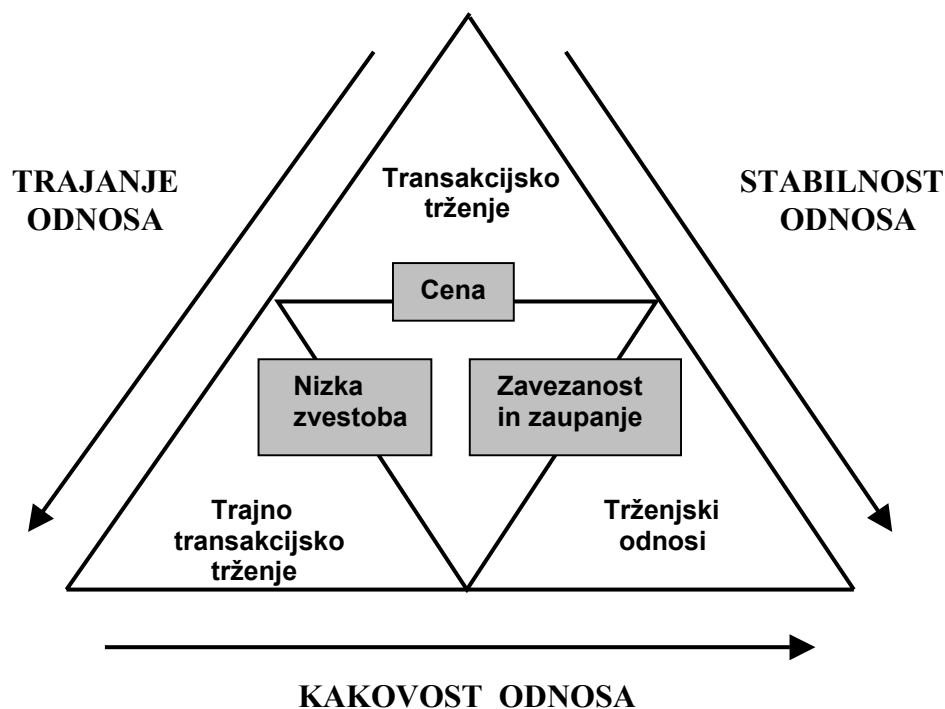 TRAJANJE
ODNOSA
STABILNOST
ODNOSA
Transakcijsko
trženje
Cena
Nizka
zvestoba
Zavezanost
in zaupanje
Trajno
transakcijsko
trženje
Trženjski
odnosi
KAKOVOST ODNOSA